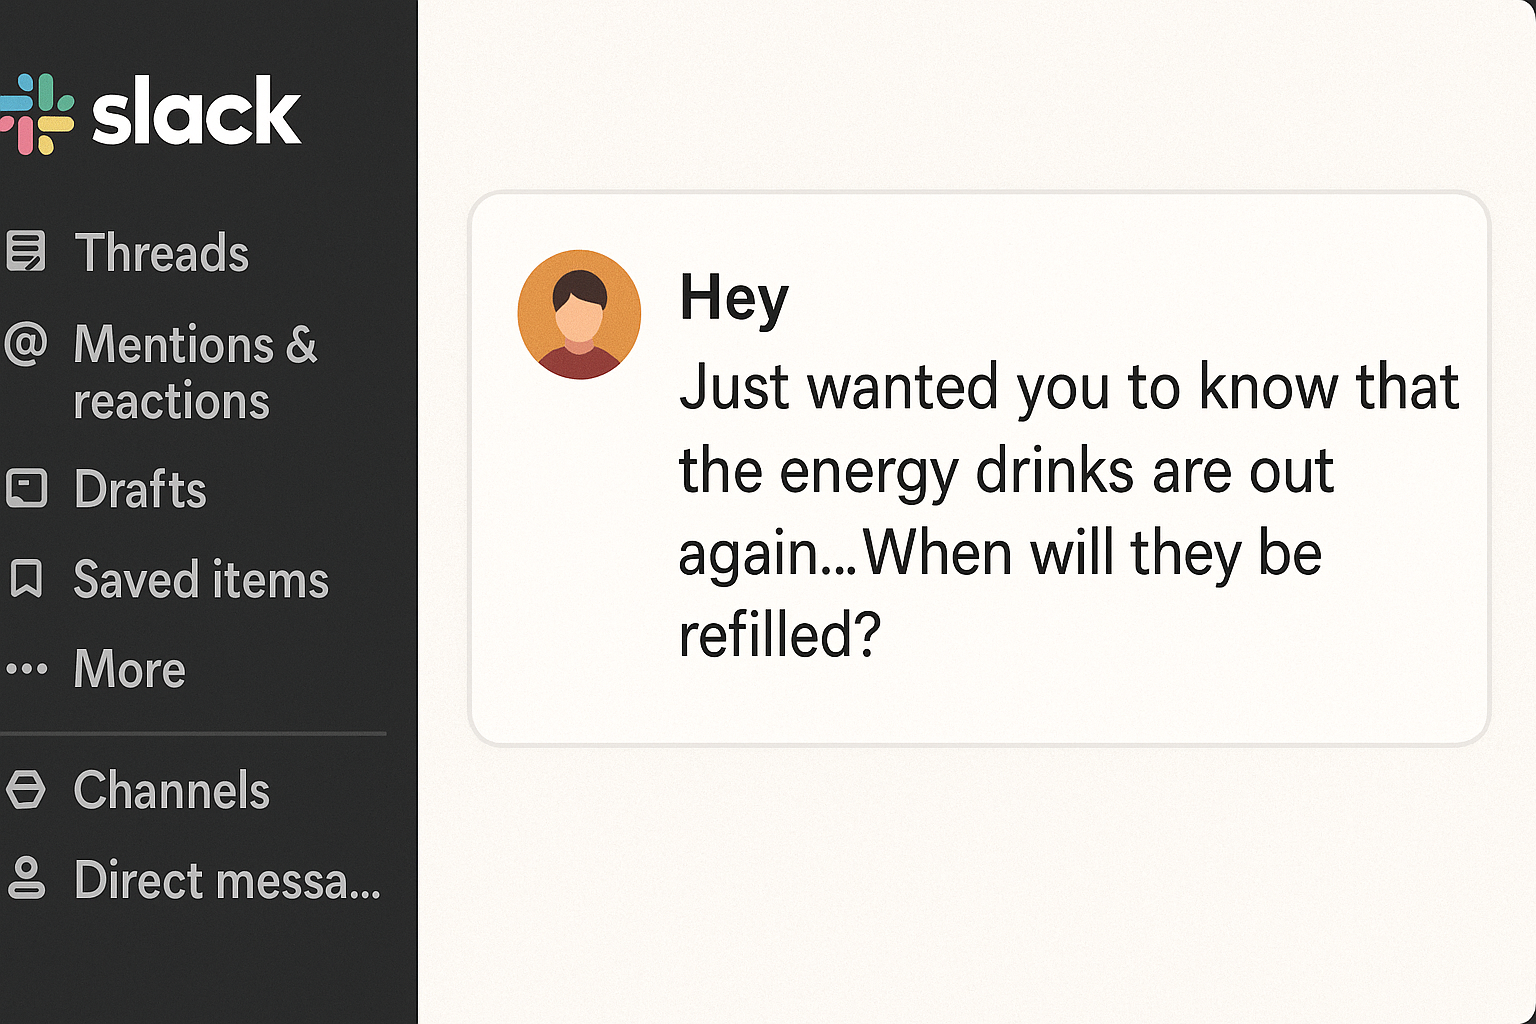 slack
Threads
Mentions &
reactions
Drafts
Saved items
More
Channels
Direct messa...
Hey
Just wanted you to know that
the energy drinks are out
again...When will they be
refilled?